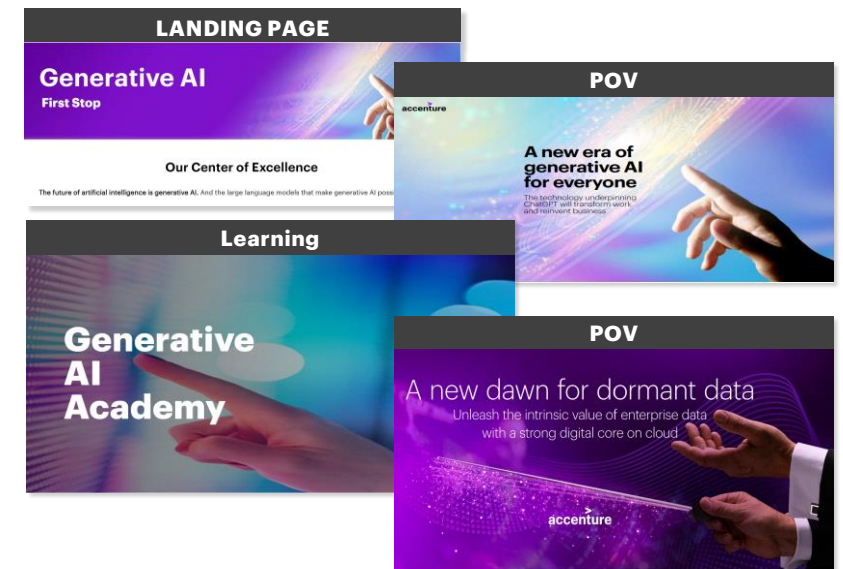 LANDING PAGE
Generative AI
First Stop
Our Center of Excellence
The future of artificial intelligence is generative AI. And the large language models that make generative AI
POV
accenture
A new era of
generative AI
for everyone
The technology underpinning
ChatGPT will transform work
and reinvent business
Learning
Generative
AI
Academy
POV
A new dawn for dormant data
Unleash the intrinsic value of enterprise data
with a strong digital core on cloud
accenture